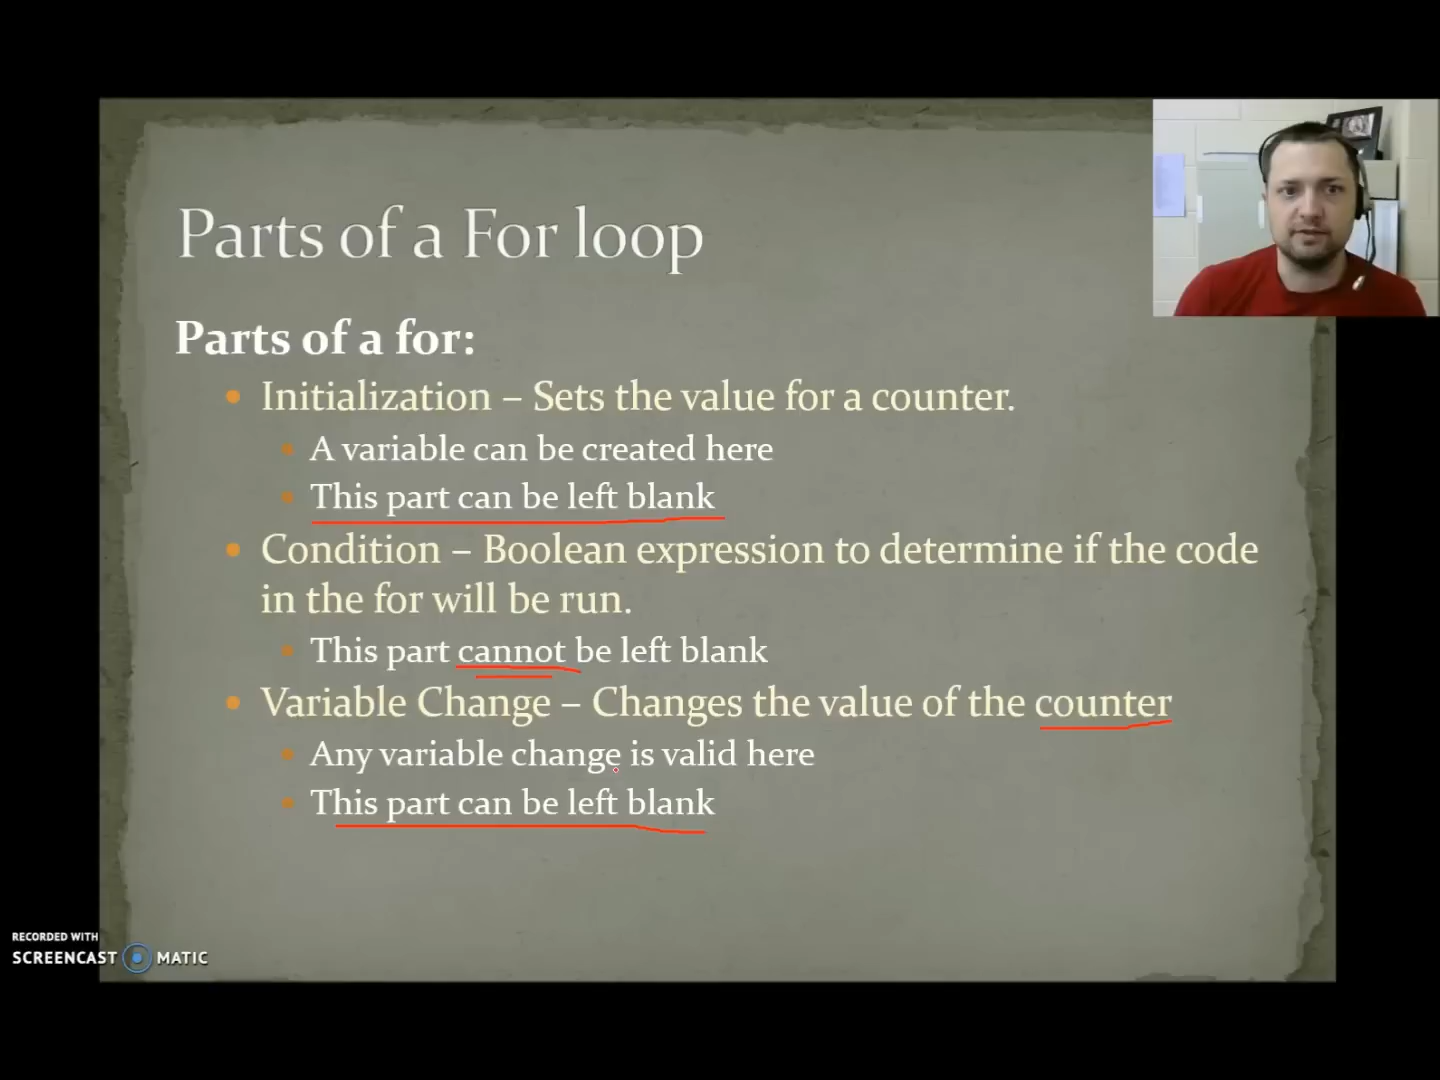 Parts of a For loop
Parts of a for:
• Initialization – Sets the value for a counter.
• A variable can be created here
• This part can be left blank
• Condition – Boolean expression to determine if the code
in the for will be run.
• This part cannot be left blank
• Variable Change – Changes the value of the counter
• Any variable change is valid here
• This part can be left blank
RECORDED WITH
SCREENCAST MATIC